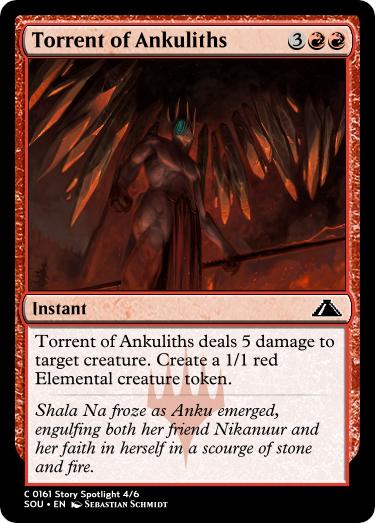 Torrent of Ankuliths 3
Instant
Torrent of Ankuliths deals 5 damage to
target creature. Create a 1/1 red
Elemental creature token.
Shala Na froze as Anku emerged,
engulfing both her friend Nikanuur and
her faith in herself in a scourge of stone
and fire.
C 0161 Story Spotlight 4/6
SOU • EN Sebastian Schmidt